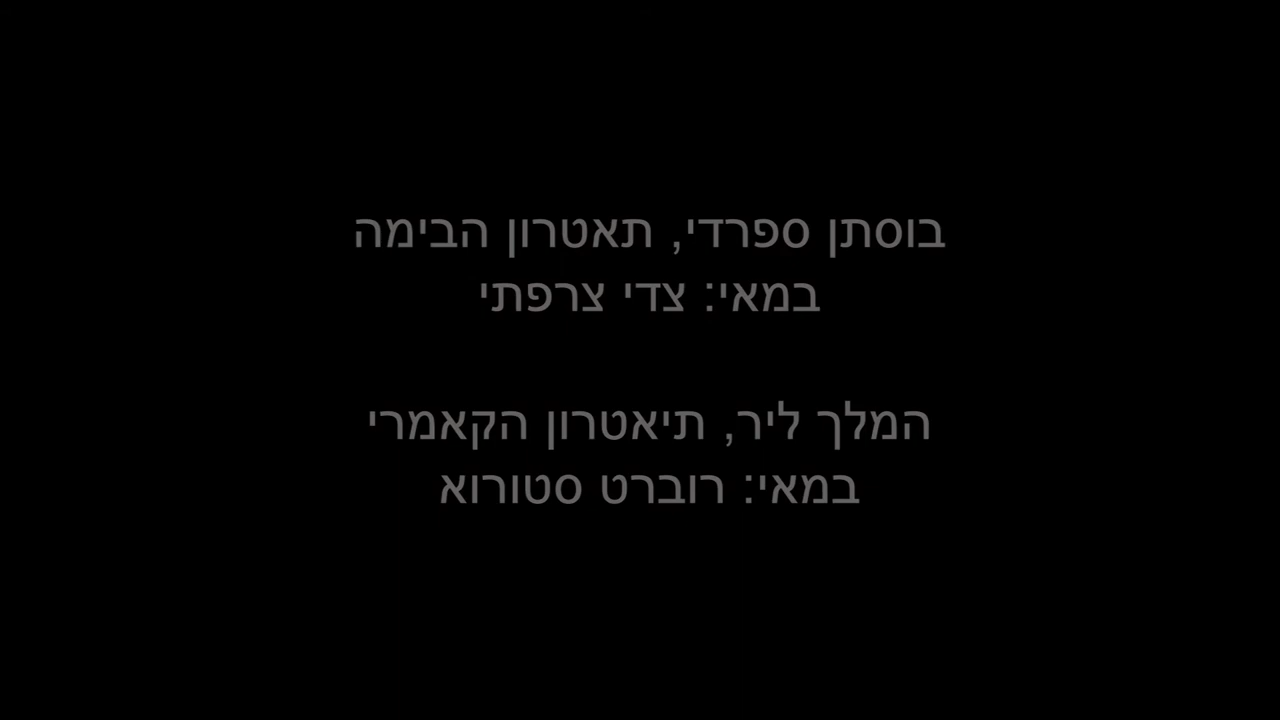 בוסתן ספרדי, תאטרון הבימה
במאי: צדי צרפתי
המלך ליר, תיאטרון הקאמרי
במאי: רוברט סטורוא